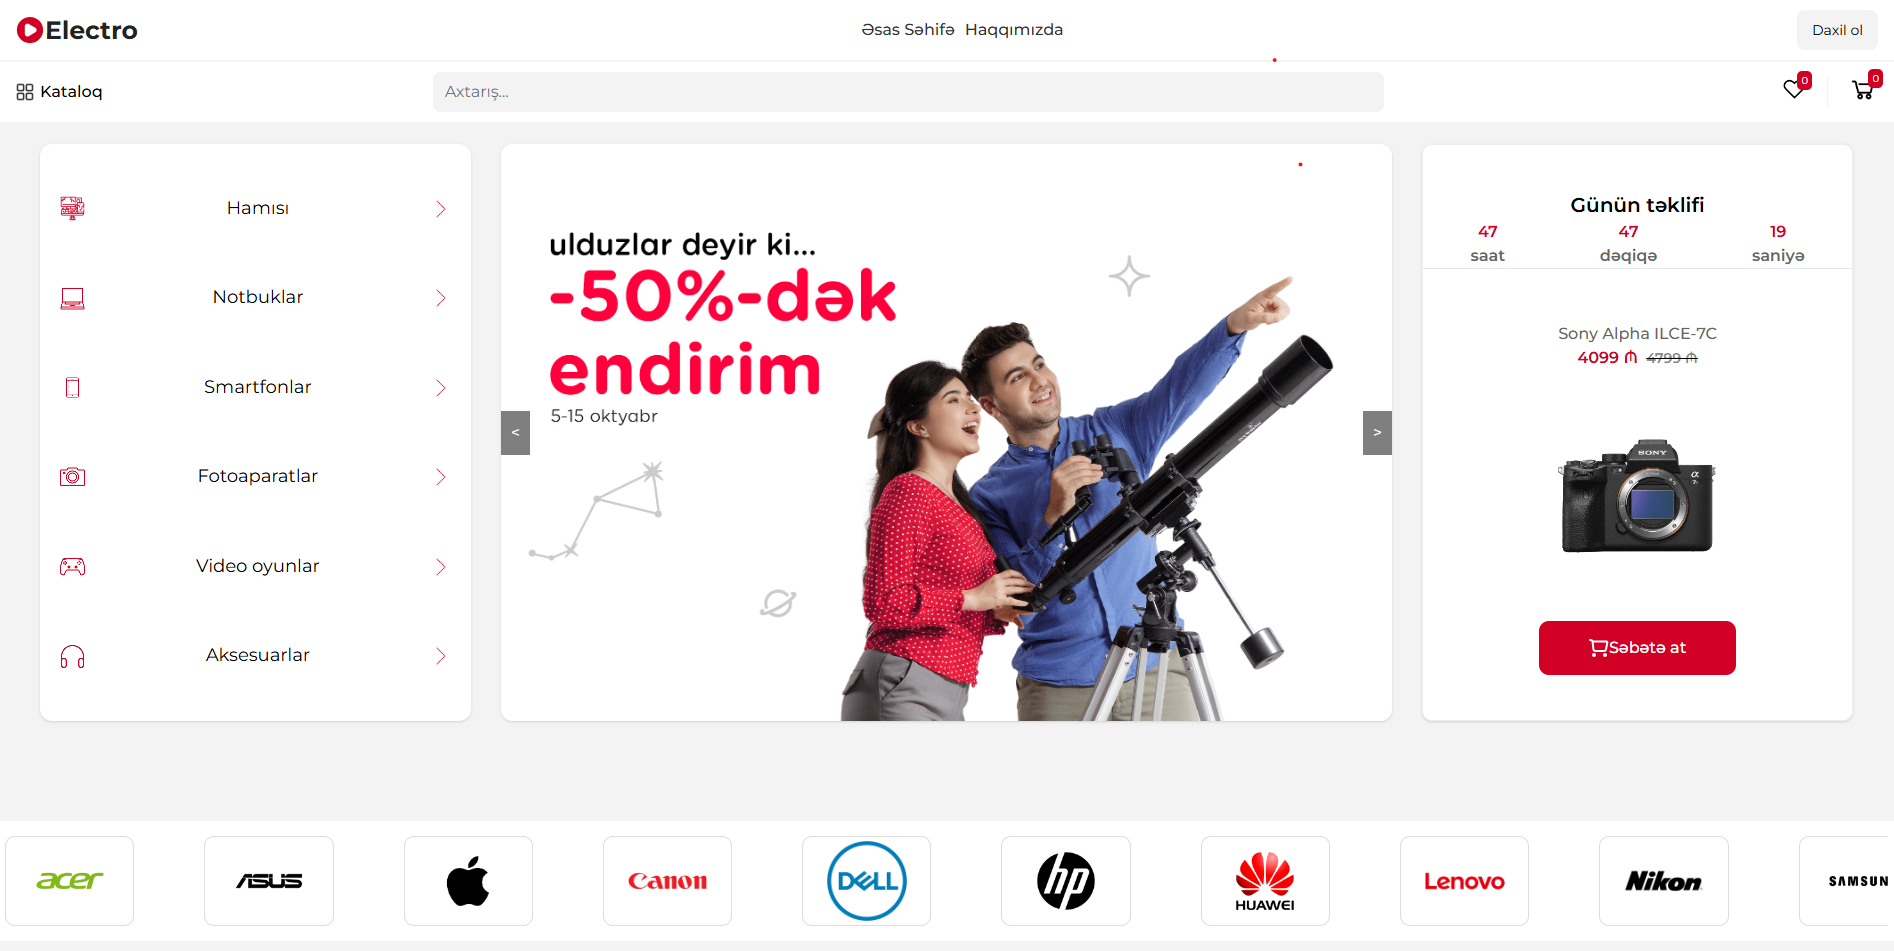 Electro
Əsas Səhifə Haqqımızda
Daxil ol
Kataloq
Axtarış...
0
0
Hamısı
Notbuklar
Smartfonlar
Fotoaparatlar
Video oyunlar
Aksesuarlar
ulduzlar deyir ki...
-50%-dək
endirim
5-15 oktyabr
<
>
Günün təklifi
47 47 19
saat dəqiqə saniyə
Sony Alpha ILCE-7C
4099 ₼ 4799 ₼
SONY
α
7s
Səbətə at
acer
ASUS
Canon
DELL
hp
HUAWEI
Lenovo
Nikon
SAMSUN